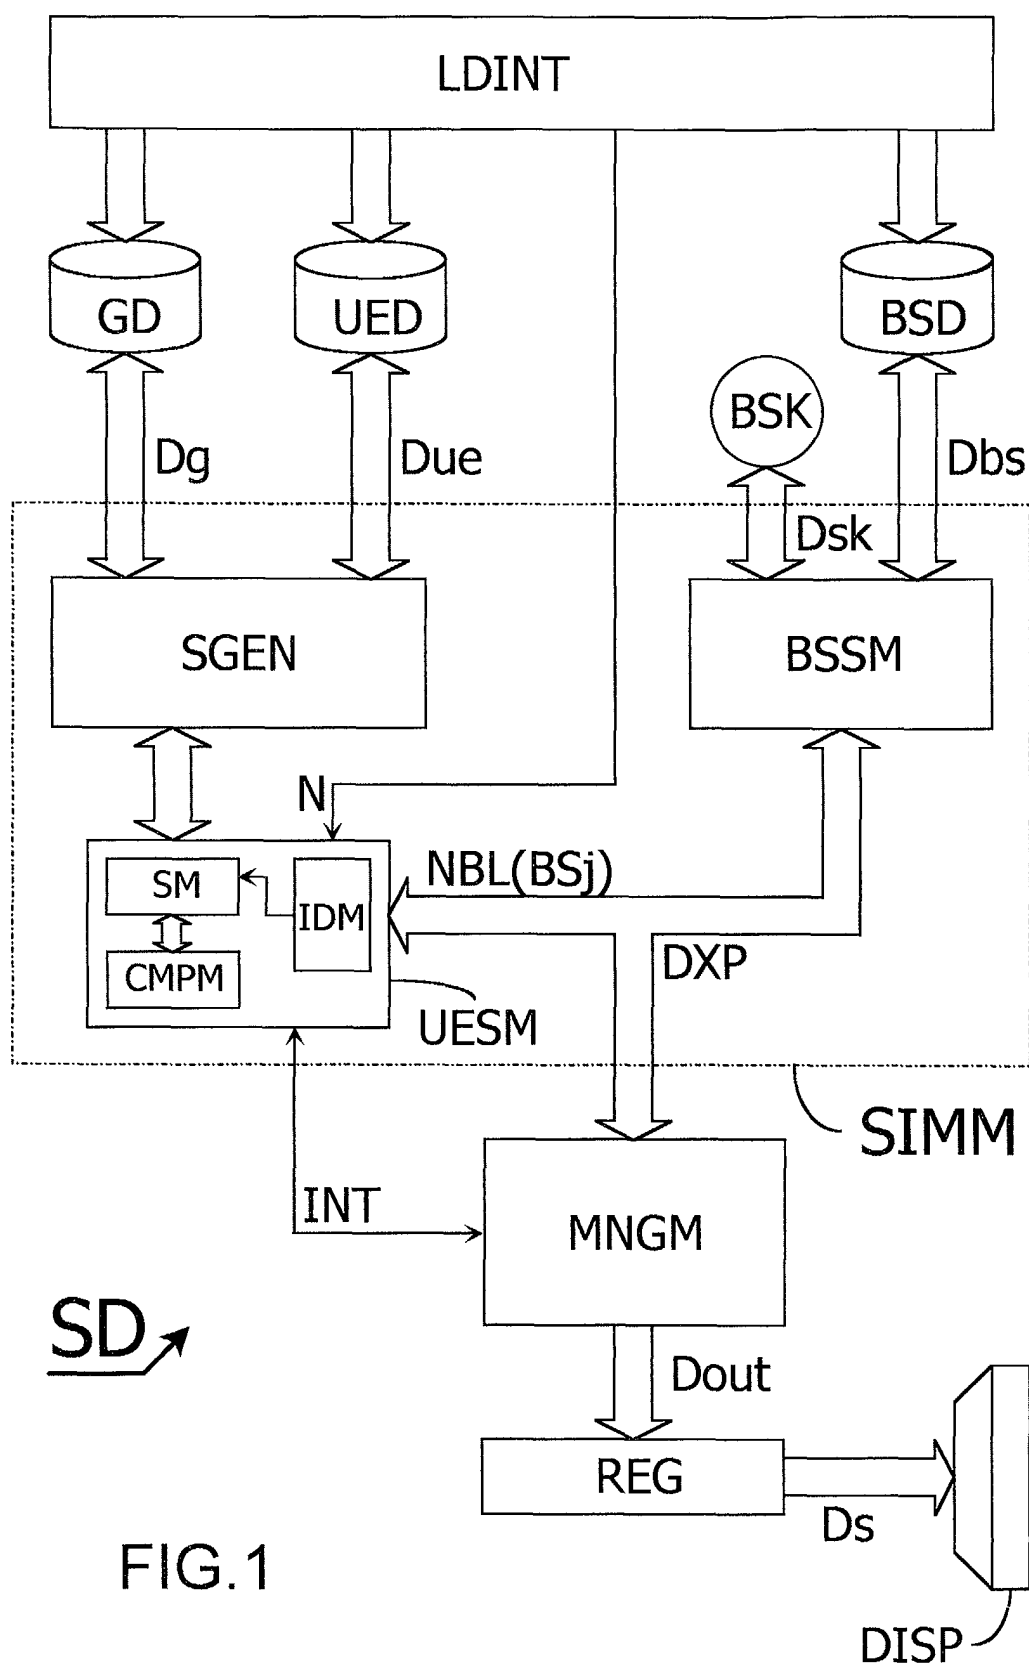 LDINT
GD
UED
BSD
BSK
Dg
Due
Dbs
Dsk
SGEN
BSSM
N
NBL(BSj)
SM
IDM
CMPM
DXP
UESM
SIMM
INT
MNGM
SD
Dout
REG
Ds
FIG.1
DISP